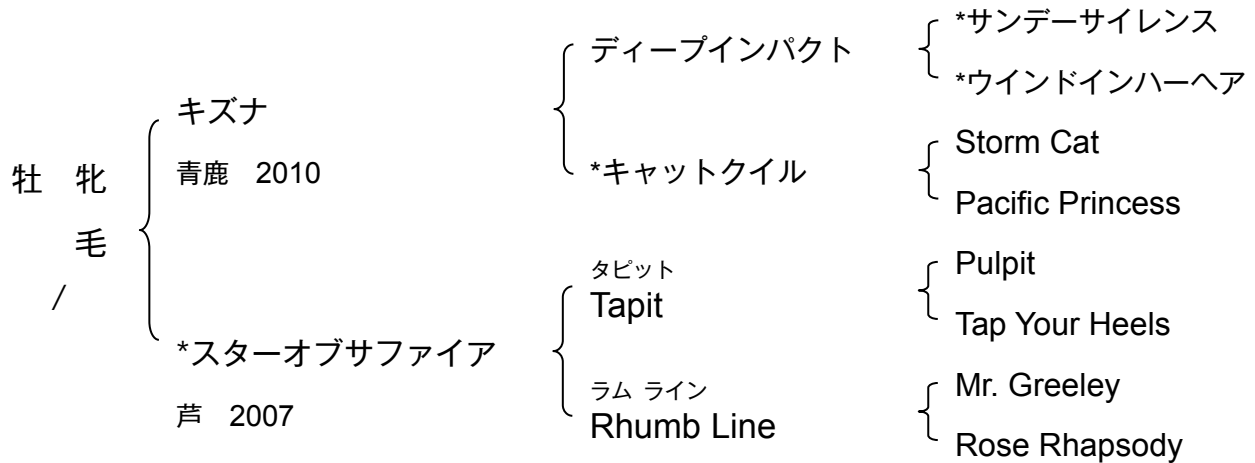 牡　牝
毛
/
キズナ
青鹿　2010
*スターオブサファイア
芦　2007
ディープインパクト
*キャットクイル
タピット
Tapit
ラム ライン
Rhumb Line
*サンデーサイレンス
*ウインドインハーヘア
Storm Cat
Pacific Princess
Pulpit
Tap Your Heels
Mr. Greeley
Rose Rhapsody